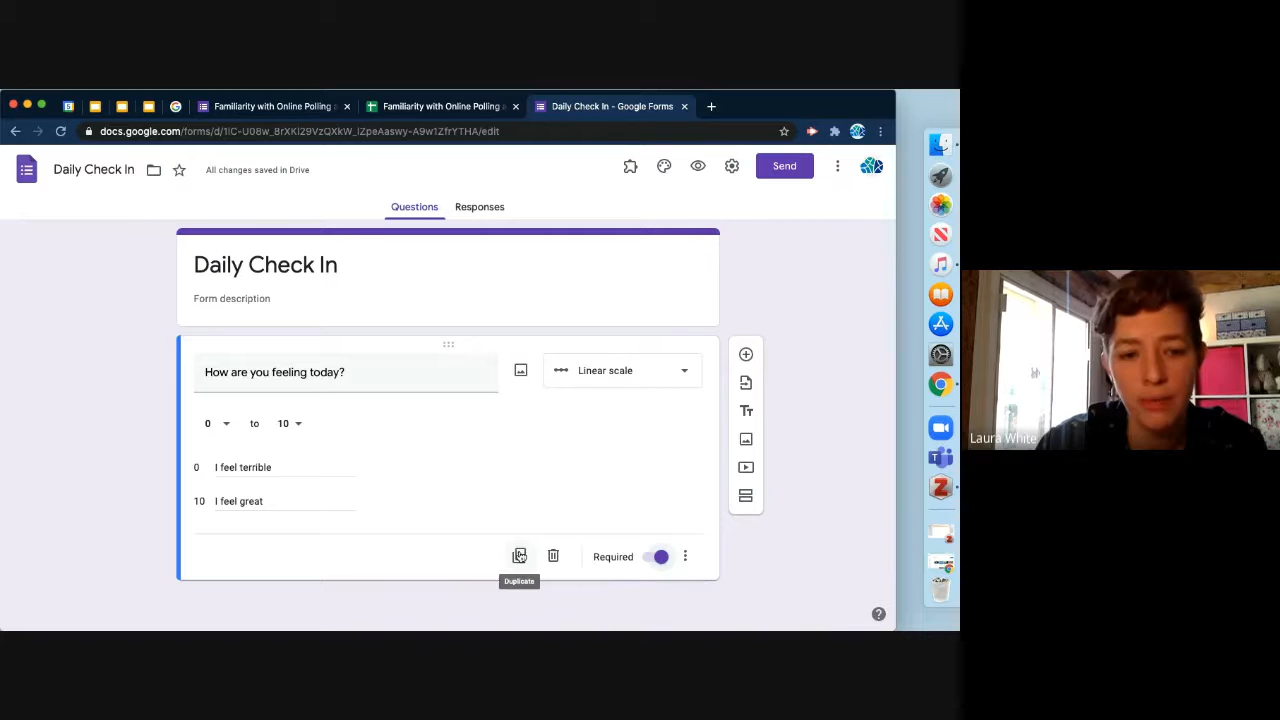 Familiarity with Online Polling
Familiarity with Online Polling
Daily Check In - Google Forms
Daily Check In
All changes saved in Drive
Send
Questions
Responses
Daily Check In
Form description
How are you feeling today?
Linear scale
0
to
10
0 I feel terrible
10 I feel great
Required
Duplicate
Laura White